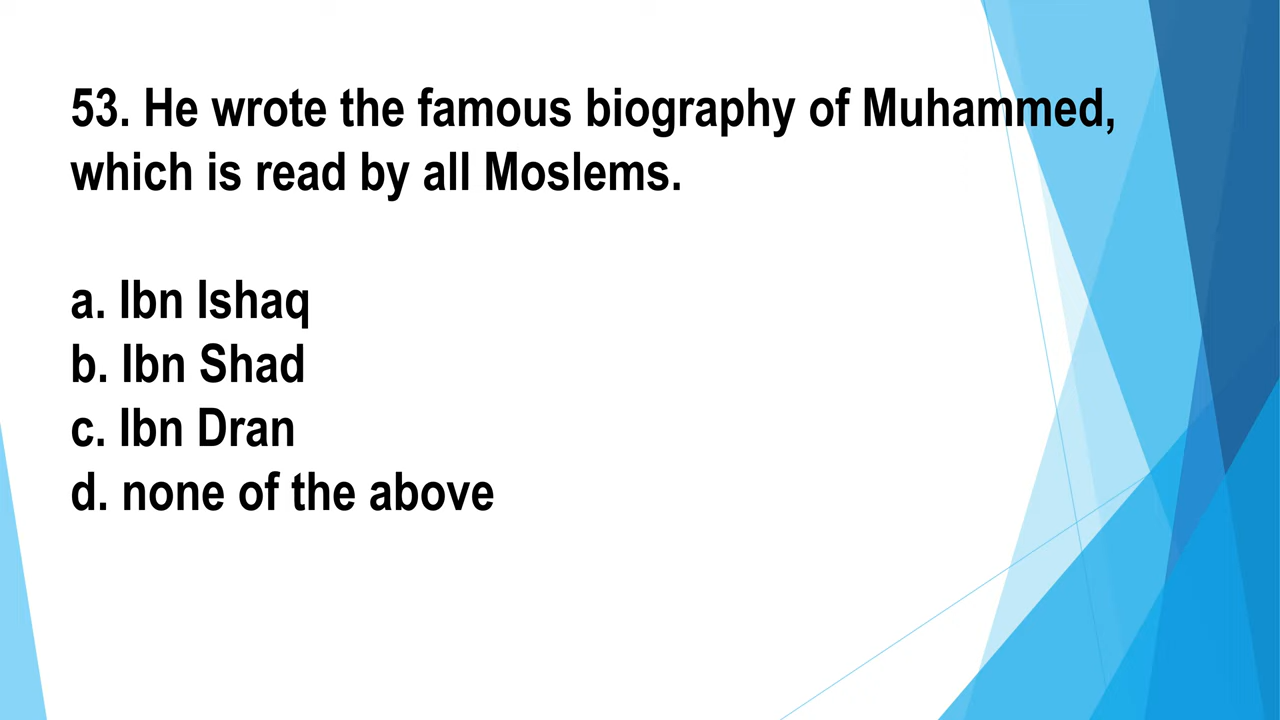 53. He wrote the famous biography of Muhammed,
which is read by all Moslems.
a. Ibn Ishaq
b. Ibn Shad
c. Ibn Dran
d. none of the above